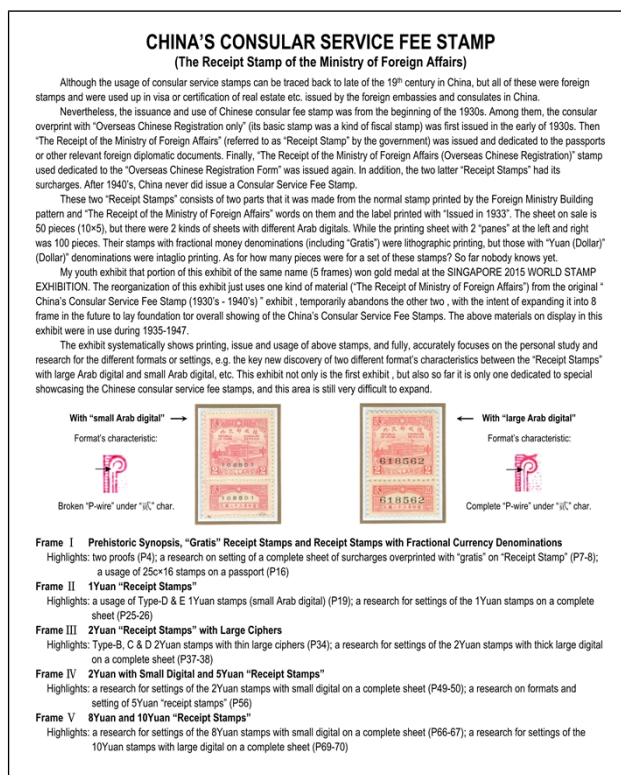 CHINA'S CONSULAR SERVICE FEE STAMP
(The Receipt Stamp of the Ministry of Foreign Affairs)
Although the usage of consular service stamps can be traced back to late of the 19th century in China, but all of these were foreign
stamps and were used up in visa or certification of real estate etc. issued by the foreign embassies and consulates in China.
Nevertheless, the issuance and use of Chinese consular fee stamp was from the beginning of the 1930s. Among them, the consular
overprint with "Overseas Chinese Registration only" (its basic stamp was a kind of fiscal stamp) was first issued in the early of 1930s. Then
"The Receipt of the Ministry of Foreign Affairs" (referred to as "Receipt Stamp" by the government) was issued and dedicated to the passports
or other relevant foreign diplomatic documents. Finally, "The Receipt of the Ministry of Foreign Affairs (Overseas Chinese Registration)" stamp
used dedicated to the "Overseas Chinese Registration Form" was issued again. In addition, the two latter "Receipt Stamps" had its
surcharges. After 1940's, China never did issue a Consular Service Fee Stamp.
These two "Receipt Stamps" consists of two parts that it was made from the normal stamp printed by the Foreign Ministry Building
pattern and "The Receipt of the Ministry of Foreign Affairs" words on them and the label printed with "Issued in 1933". The sheet on sale is
50 pieces (10×5), but there were 2 kinds of sheets with different Arab digitals. While the printing sheet with 2 "panes" at the left and right
was 100 pieces. Their stamps with fractional money denominations (including "Gratis") were lithographic printing, but those with "Yuan (Dollar)"
(Dollar)" denominations were intaglio printing. As for how many pieces were for a set of these stamps? So far nobody knows yet.
My youth exhibit that portion of this exhibit of the same name (5 frames) won gold medal at the SINGAPORE 2015 WORLD STAMP
EXHIBITION. The reorganization of this exhibit just uses one kind of material ("The Receipt of Ministry of Foreign Affairs") from the original "
China's Consular Service Fee Stamp (1930's - 1940's) " exhibit , temporarily abandons the other two , with the intent of expanding it into 8
frame in the future to lay foundation tor overall showing of the China's Consular Service Fee Stamps. The above materials on display in this
exhibit were in use during 1935-1947.
The exhibit systematically shows printing, issue and usage of above stamps, and fully, accurately focuses on the personal study and
research for the different formats or settings, e.g. the key new discovery of two different format's characteristics between the "Receipt Stamps"
with large Arab digital and small Arab digital, etc. This exhibit not only is the first exhibit , but also so far it is only one dedicated to special
showcasing the Chinese consular service fee stamps, and this area is still very difficult to expand.
With "small Arab digital"
Format's characteristic:
Broken "P-wire" under "貳" char.
外交部收據
2
108801
108801
外交部收據
2
618562
618562
With "large Arab digital"
Format's characteristic:
Complete "P-wire" under "貳" char.
Frame Ⅰ Prehistoric Synopsis, "Gratis" Receipt Stamps and Receipt Stamps with Fractional Currency Denominations
Highlights: two proofs (P4); a research on setting of a complete sheet of surcharges overprinted with "gratis" on "Receipt Stamp" (P7-8);
a usage of 25c×16 stamps on a passport (P16)
Frame Ⅱ 1Yuan "Receipt Stamps"
Highlights: a usage of Type-D & E 1Yuan stamps (small Arab digital) (P19); a research for settings of the 1Yuan stamps on a complete
sheet (P25-26)
Frame Ⅲ 2Yuan "Receipt Stamps" with Large Ciphers
Highlights: Type-B, C & D 2Yuan stamps with thin large ciphers (P34); a research for settings of the 2Yuan stamps with thick large digital
on a complete sheet (P37-38)
Frame Ⅳ 2Yuan with Small Digital and 5Yuan "Receipt Stamps"
Highlights: a research for settings of the 2Yuan stamps with small digital on a complete sheet (P49-50); a research on formats and
setting of 5Yuan "receipt stamps" (P56)
Frame Ⅴ 8Yuan and 10Yuan "Receipt Stamps"
Highlights: a research for settings of the 8Yuan stamps with small digital on a complete sheet (P66-67); a research for settings of the
10Yuan stamps with large digital on a complete sheet (P69-70)